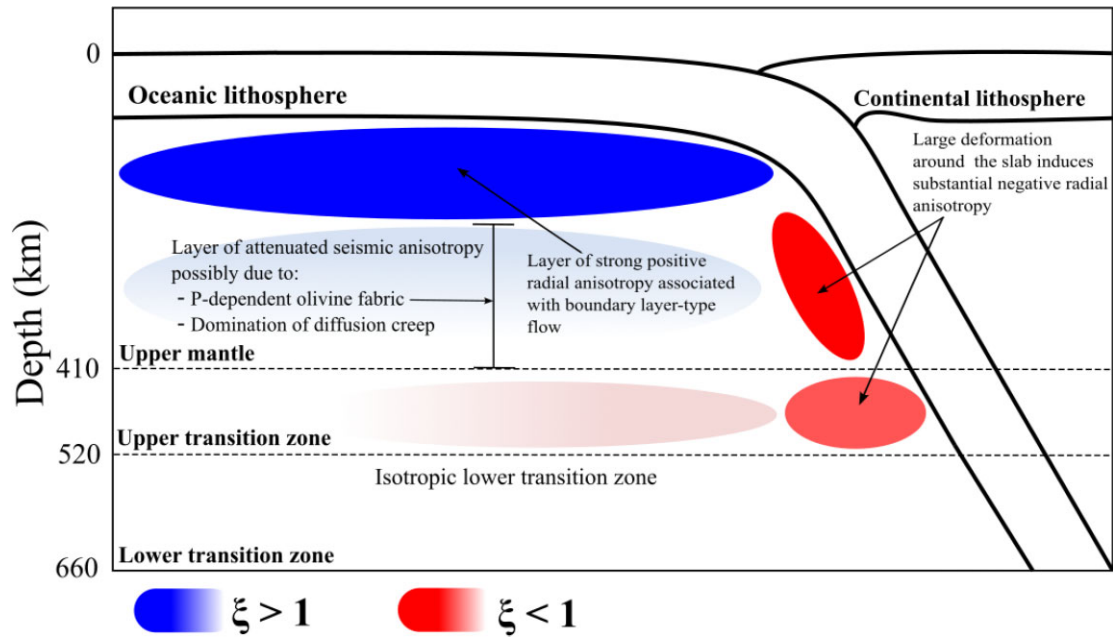 0
Oceanic lithosphere
Continental lithosphere
Large deformation
around the slab induces
substantial negative radial
anisotropy
Layer of attenuated seismic anisotropy
possibly due to:
- P-dependent olivine fabric
- Domination of diffusion creep
Layer of strong positive
radial anisotropy associated
with boundary layer-type
flow
Depth (km)
Upper mantle
410
Upper transition zone
520
Isotropic lower transition zone
Lower transition zone
660
ξ > 1
ξ < 1